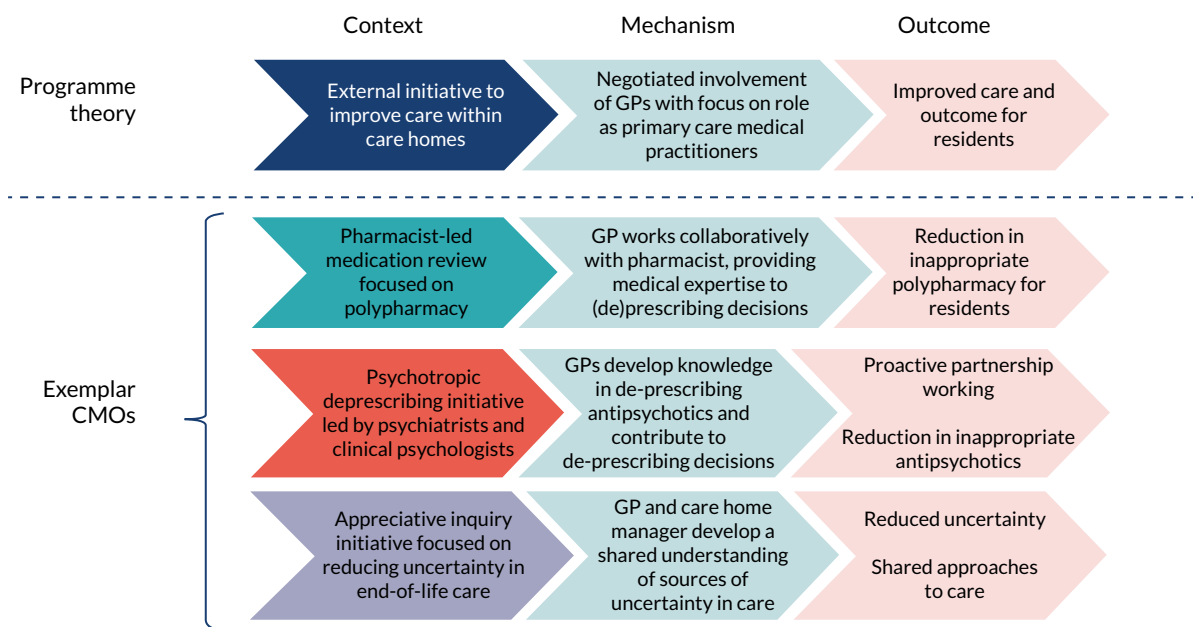 Context
Mechanism
Outcome
Programme
theory
External initiative to
improve care within
care homes
Negotiated involvement
of GPs with focus on role
as primary care medical
practitioners
Improved care and
outcome for
residents
Exemplar
CMOs
Pharmacist-led
medication review
focused on
polypharmacy
GP works collaboratively
with pharmacist, providing
medical expertise to
(de)prescribing decisions
Reduction in
inappropriate
polypharmacy for
residents
Psychotropic
deprescribing initiative
led by psychiatrists and
clinical psychologists
GPs develop knowledge
in de-prescribing
antipsychotics and
contribute to
de-prescribing decisions
Proactive partnership
working
Reduction in inappropriate
antipsychotics
Appreciative inquiry
initiative focused on
reducing uncertainty in
end-of-life care
GP and care home
manager develop a
shared understanding
of sources of
uncertainty in care
Reduced uncertainty
Shared approaches
to care